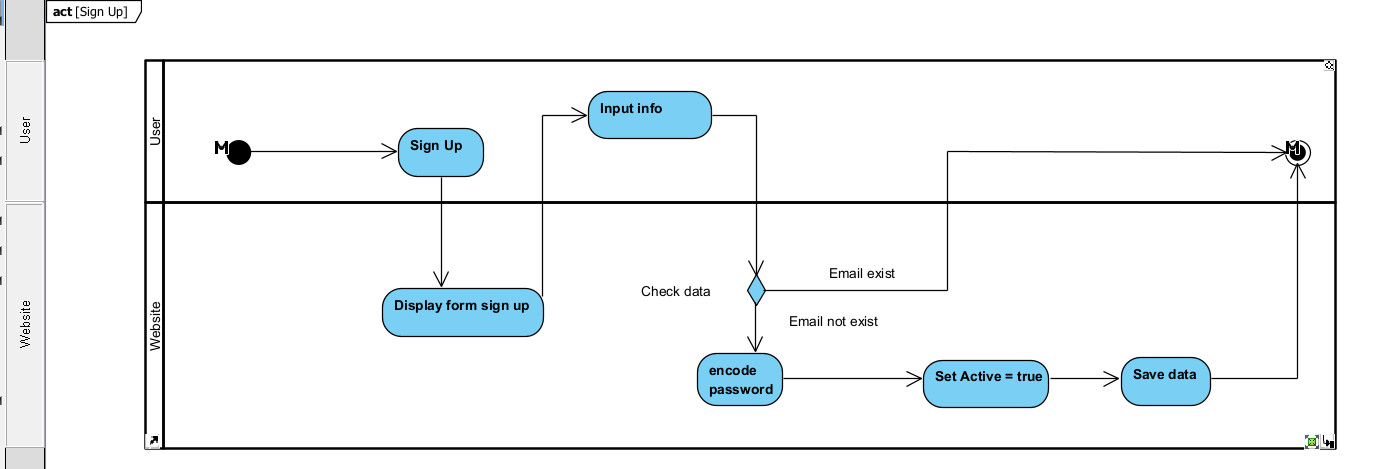 act [Sign Up]
User
Website
User
Website
M
Sign Up
Input info
M
Display form sign up
Check data
Email exist
Email not exist
encode
password
Set Active = true
Save data